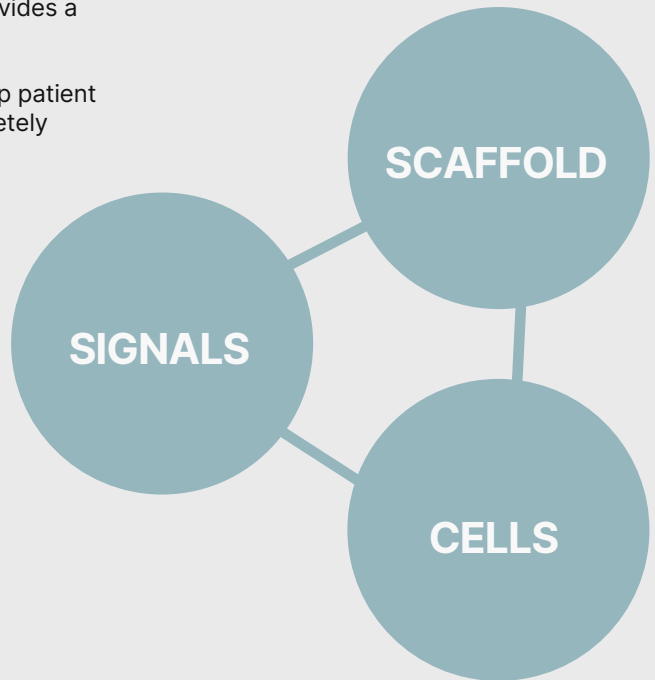 vides a
p patient
etely
SCAFFOLD
SIGNALS
CELLS